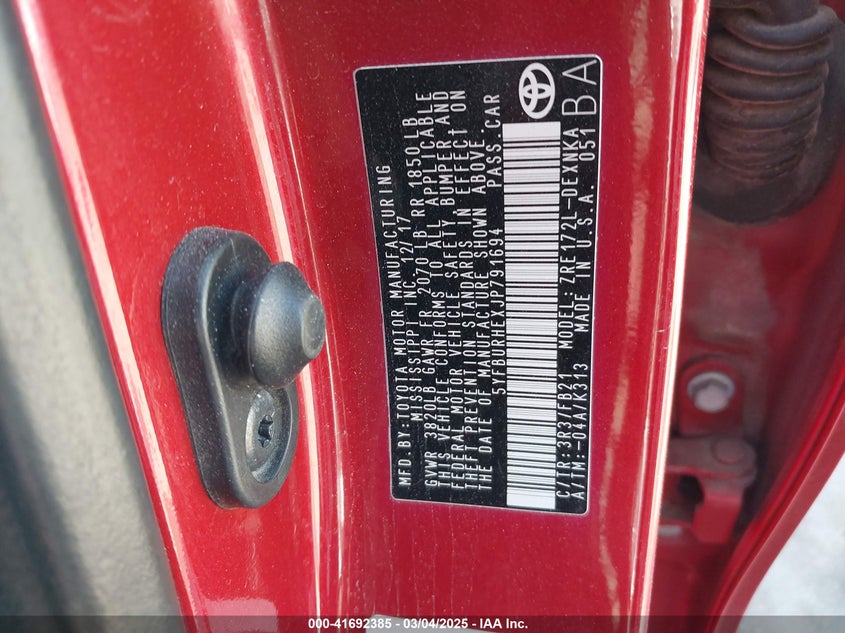 MFD. BY: TOYOTA MOTOR MANUFACTURING
MISSISSIPPI INC. 12/17
GVWR 3820LB GAWR FR 2070 LB RR 1850 LB
THIS VEHICLE CONFORMS TO ALL APPLICABLE
FEDERAL MOTOR VEHICLE SAFETY, BUMPER AND
THEFT PREVENTION STANDARDS IN EFFECT ON
THE DATE OF MANUFACTURE SHOWN ABOVE.
5YFBURHEXJP791694 PASS. CAR
C/TR:3R3/FB21 MODEL: ZRE172L-DEXNKA
A/TM:-04A/K313 MADE IN U.S.A. 051
BA
000-41692385 - 03/04/2025 - IAA Inc.